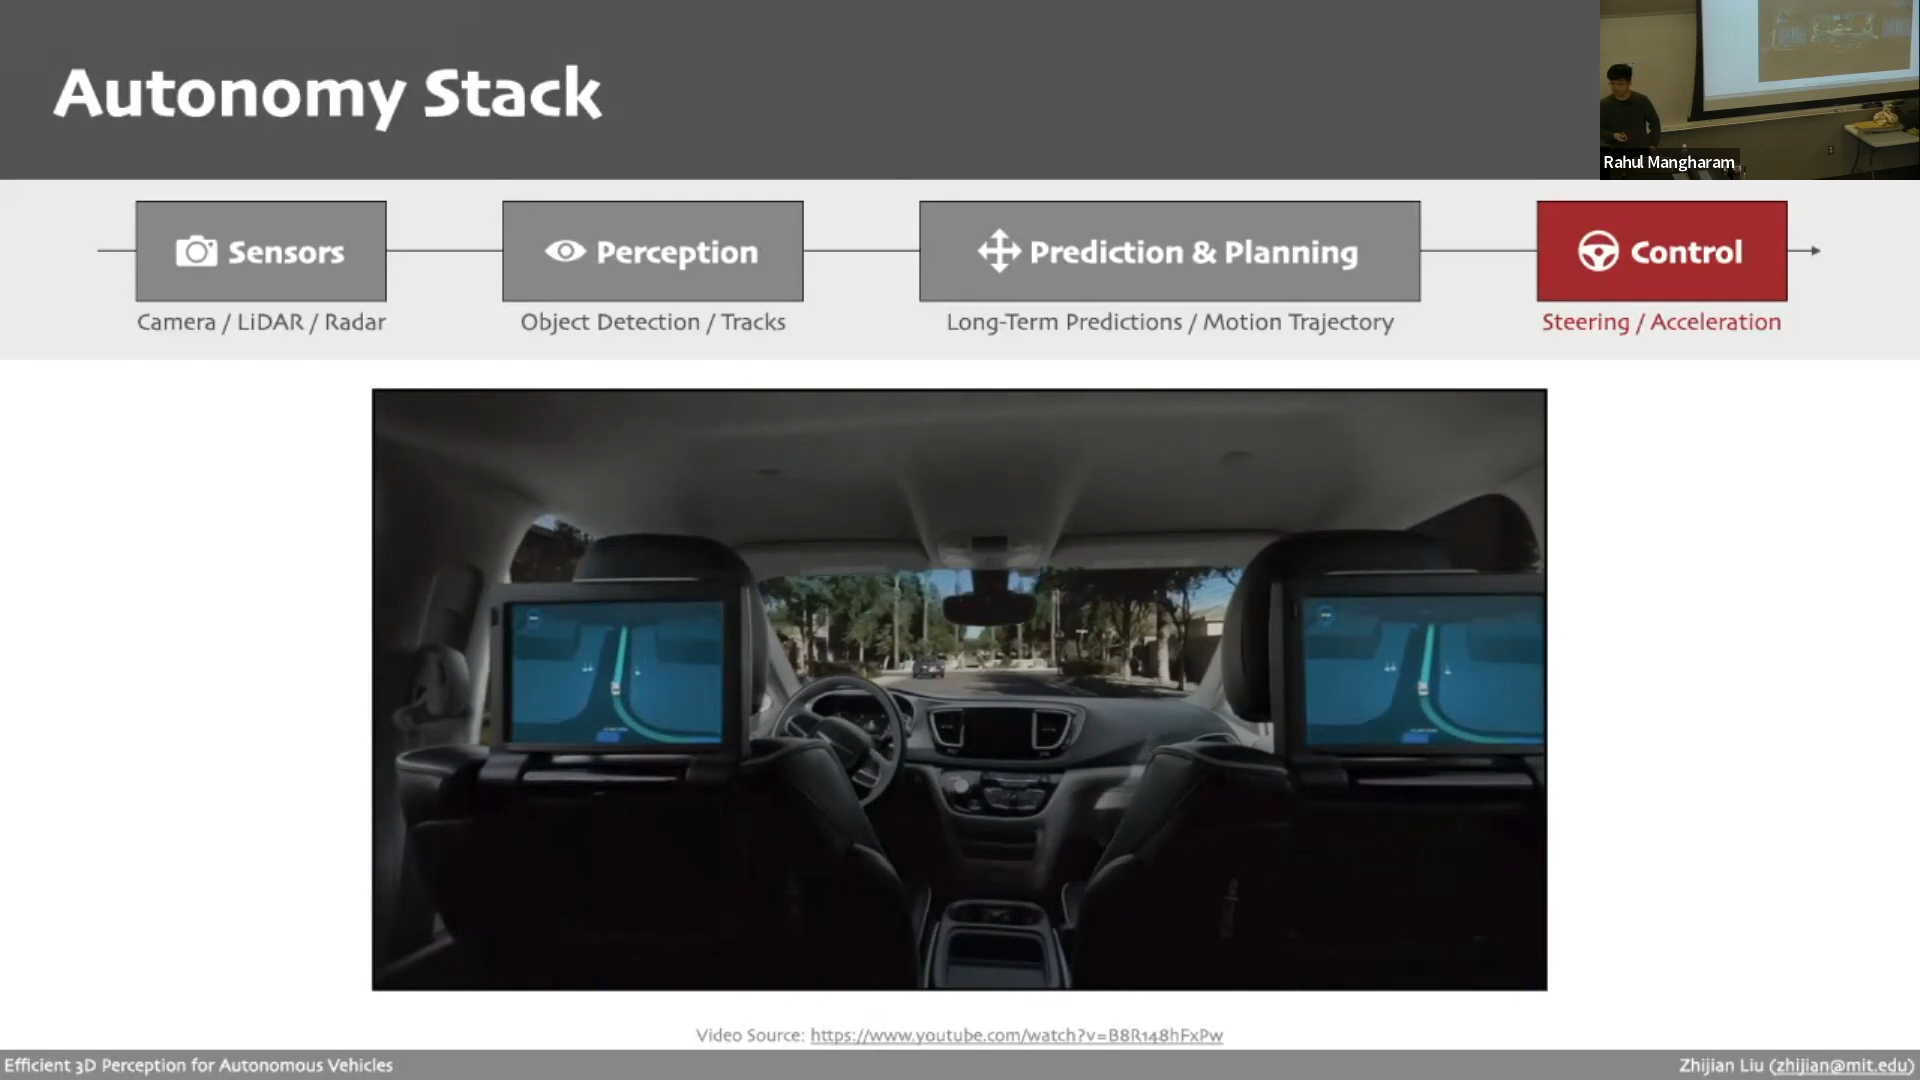 Autonomy Stack
Rahul Mangharam
Sensors
Perception
Prediction & Planning
Control
Camera / LiDAR / Radar
Object Detection / Tracks
Long-Term Predictions / Motion Trajectory
Steering / Acceleration
Video Source: https://www.youtube.com/watch?v=B8R148hFxPw
Efficient 3D Perception for Autonomous Vehicles
Zhijian Liu (zhijian@mit.edu)